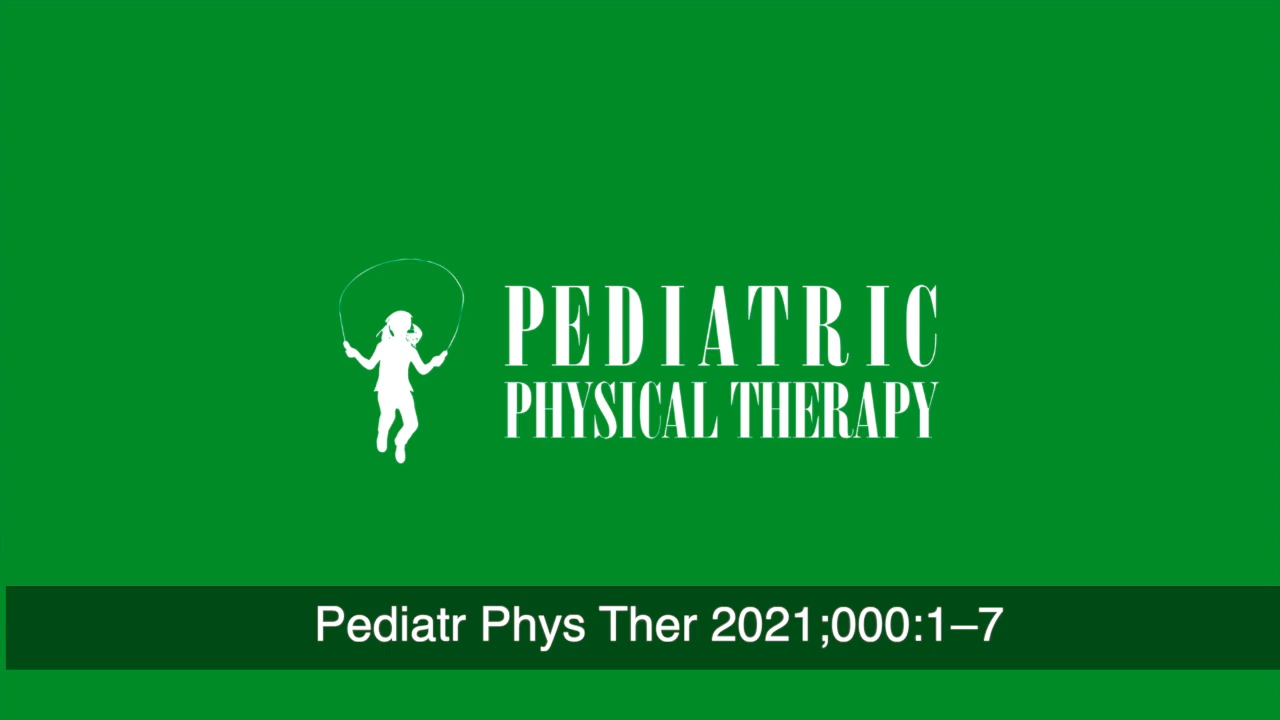 PEDIATRIC
PHYSICAL THERAPY
Pediatr Phys Ther 2021;000:1–7